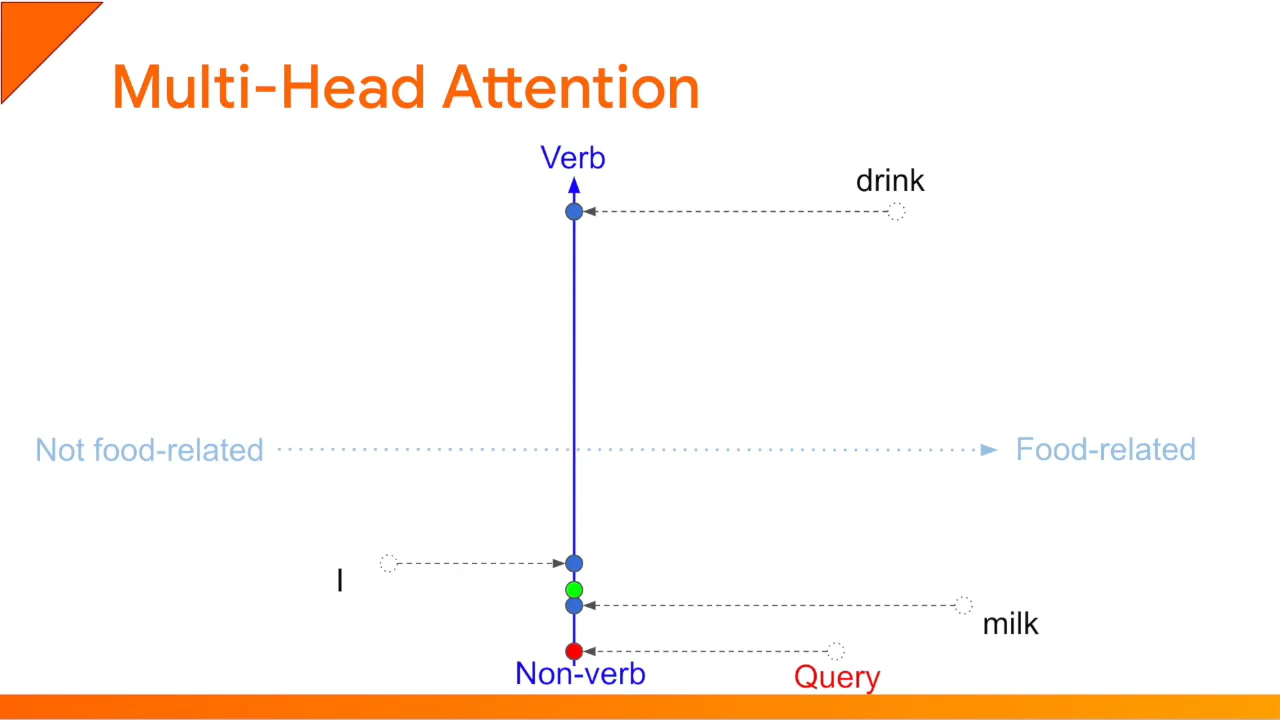 Multi-Head Attention
Verb
drink
Not food-related
Food-related
I
milk
Non-verb
Query